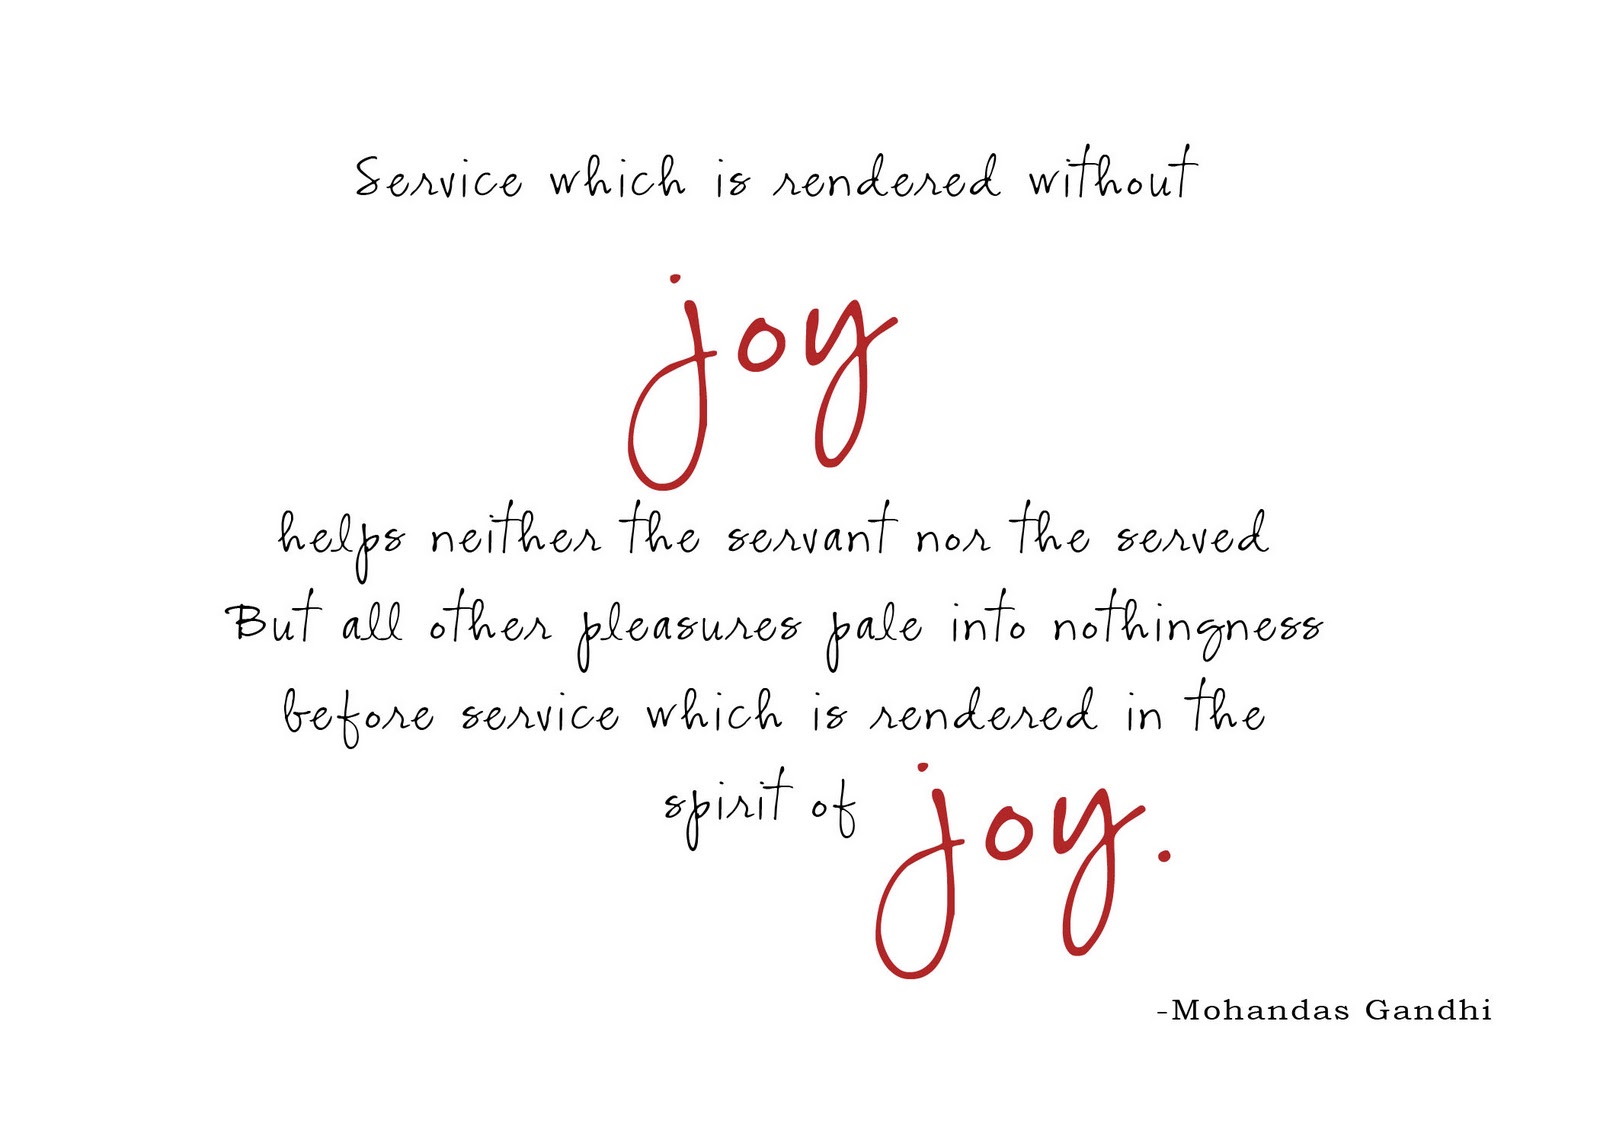 Service which is rendered without
joy
helps neither the servant nor the served
But all other pleasures pale into nothingness
before service which is rendered in the
spirit of joy.
-Mohandas Gandhi